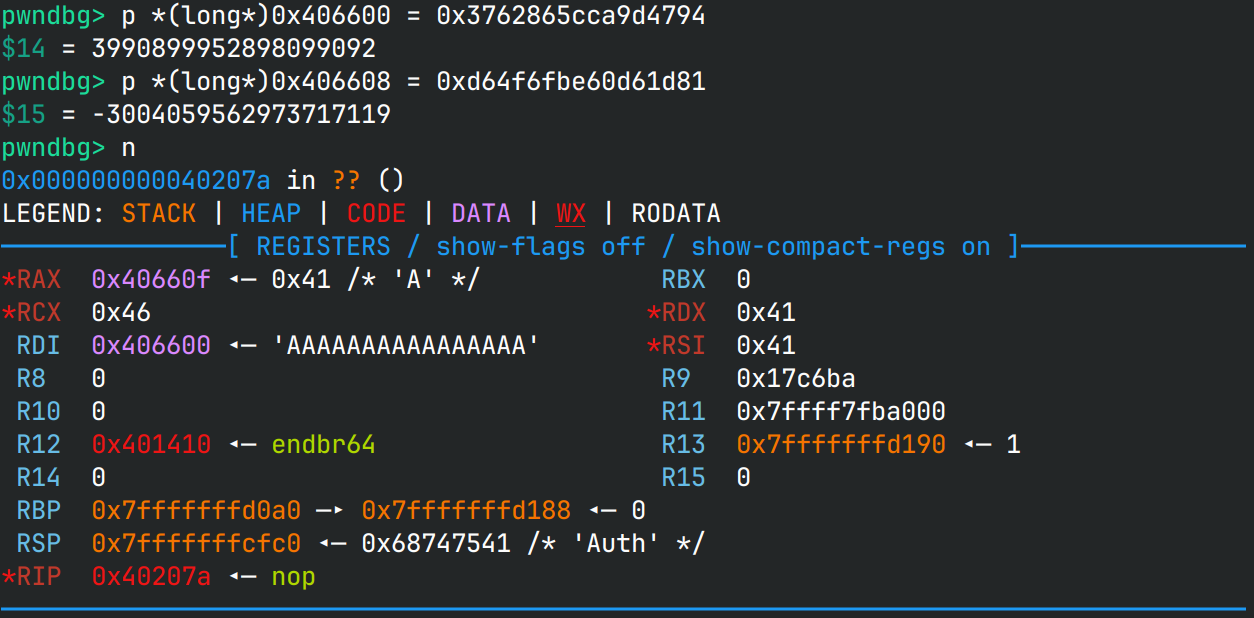 pwndbg> p *(long*)0x406600 = 0x3762865cca9d4794
$14 = 3990899952898099092
pwndbg> p *(long*)0x406608 = 0xd64f6fbe60d61d81
$15 = -3004059562973717119
pwndbg> n
0x000000000040207a in ?? ()
LEGEND: STACK | HEAP | CODE | DATA | WX | RODATA
[ REGISTERS / show-flags off / show-compact-regs on ]
*RAX 0x40660f ◂— 0x41 /* 'A' */ RBX 0
*RCX 0x46 *RDX 0x41
RDI 0x406600 ◂— 'AAAAAAAAAAAAAAAA' *RSI 0x41
R8 0 R9 0x17c6ba
R10 0 R11 0x7ffff7fba000
R12 0x401410 ◂— endbr64 R13 0x7fffffffd190 ◂— 1
R14 0 R15 0
RBP 0x7fffffffd0a0 —▸ 0x7fffffffd188 ◂— 0
RSP 0x7fffffffcfc0 ◂— 0x68747541 /* 'Auth' */
*RIP 0x40207a ◂— nop